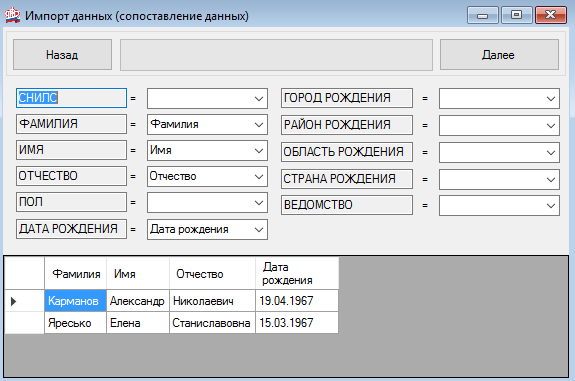 Импорт данных (сопоставление данных)
Назад Далее
СНИЛС = ГОРОД РОЖДЕНИЯ =
ФАМИЛИЯ = Фамилия РАЙОН РОЖДЕНИЯ =
ИМЯ = Имя ОБЛАСТЬ РОЖДЕНИЯ =
ОТЧЕСТВО = Отчество СТРАНА РОЖДЕНИЯ =
ПОЛ = ВЕДОМСТВО =
ДАТА РОЖДЕНИЯ = Дата рождения
Фамилия Имя Отчество Дата
рождения
Карманов Александр Николаевич 19.04.1967
Яресько Елена Станиславовна 15.03.1967